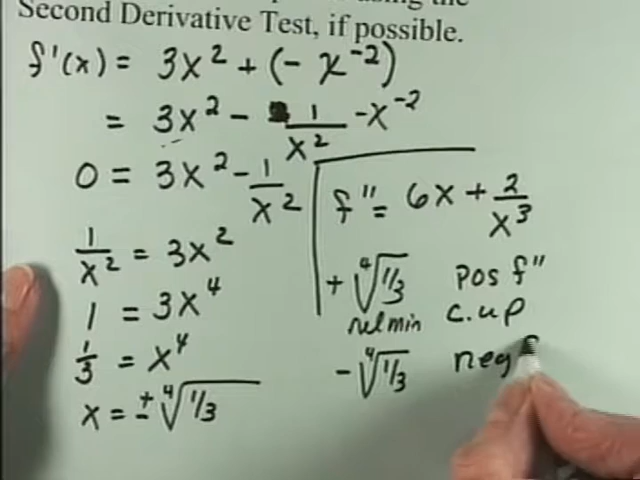 Second Derivative Test, if possible.
f'(x) = 3x² + (- x⁻²)
= 3x² - 1/x² -x⁻²
0 = 3x² - 1/x²
1/x² = 3x²
1 = 3x⁴
1/3 = x⁴
x = ± ⁴√1/3
f" = 6x + 2/x³
+ ⁴√1/3 pos f"
rel min c. up
- ⁴√1/3 neg f